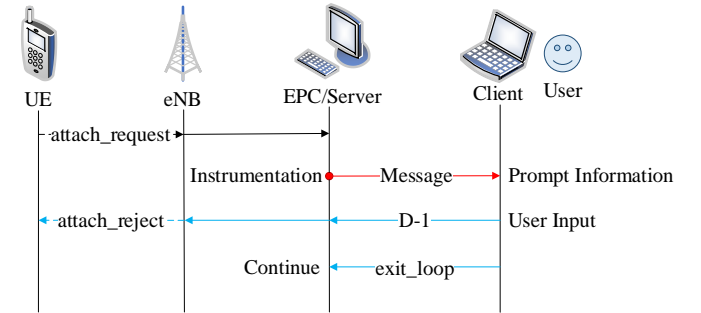 UE
eNB
EPC/Server
Client
User
attach_request
Instrumentation
Message
Prompt Information
attach_reject
D-1
User Input
Continue
exit_loop